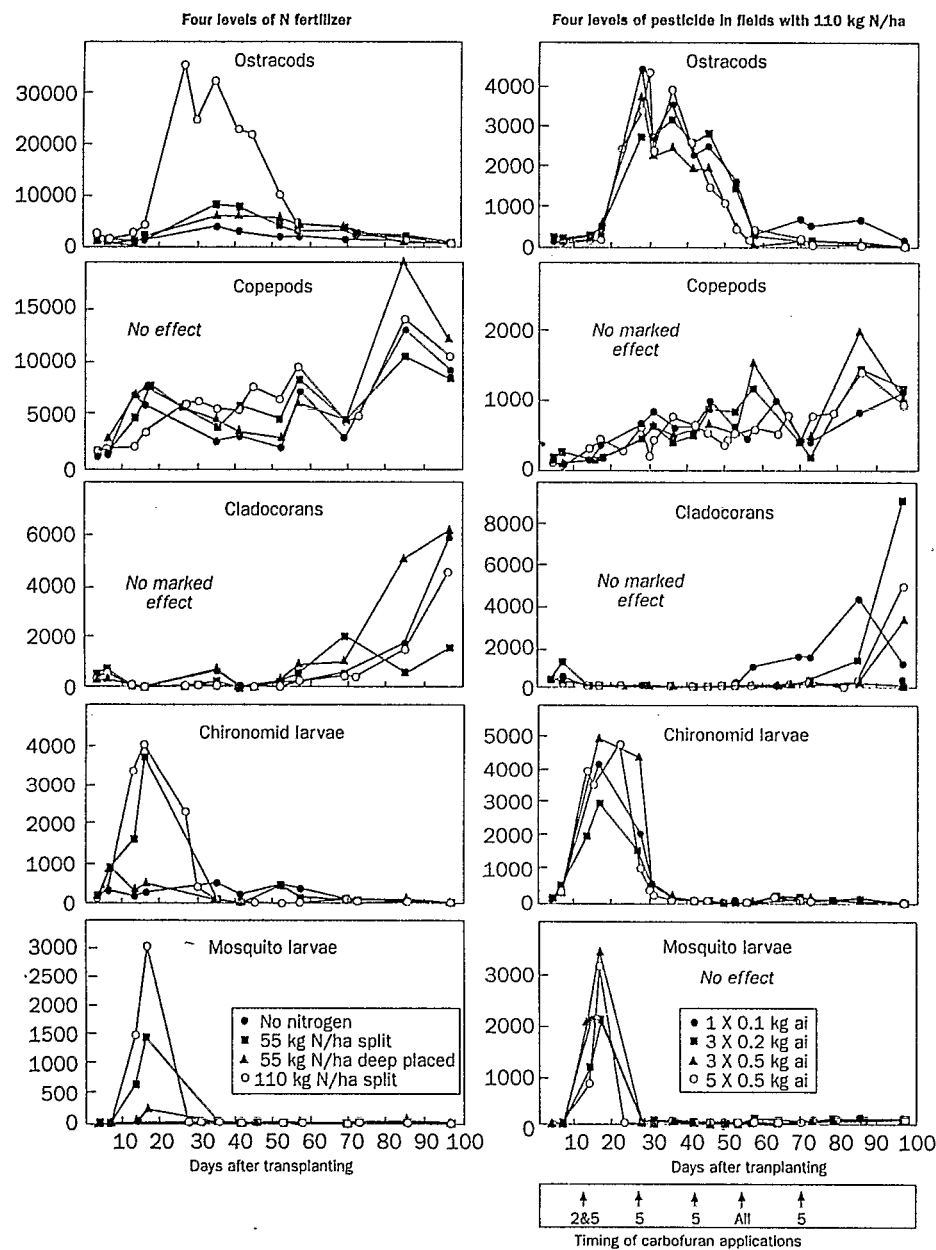 Four levels of N fertilizer
Four levels of pesticide in fields with 110 kg N/ha
Ostracods
30000
20000
10000
0
Ostracods
4000
3000
2000
1000
0
Copepods
No effect
15000
10000
5000
0
Copepods
No marked
effect
2000
1000
0
Cladocorans
No marked
effect
6000
4000
2000
0
Cladocorans
No marked
effect
8000
6000
4000
2000
0
Chironomid larvae
4000
3000
2000
1000
0
Chironomid larvae
5000
4000
3000
2000
1000
0
Mosquito larvae
3000
2500
2000
1500
1000
500
0
No nitrogen
55 kg N/ha split
55 kg N/ha deep placed
110 kg N/ha split
10 20 30 40 50 60 70 80 90 100
Days after transplanting
Mosquito larvae
No effect
3000
2000
1000
0
1 X 0.1 kg ai
3 X 0.2 kg ai
3 X 0.5 kg ai
5 X 0.5 kg ai
10 20 30 40 50 60 70 80 90 100
Days after tranplanting
2&5 5 5 All 5
Timing of carbofuran applications